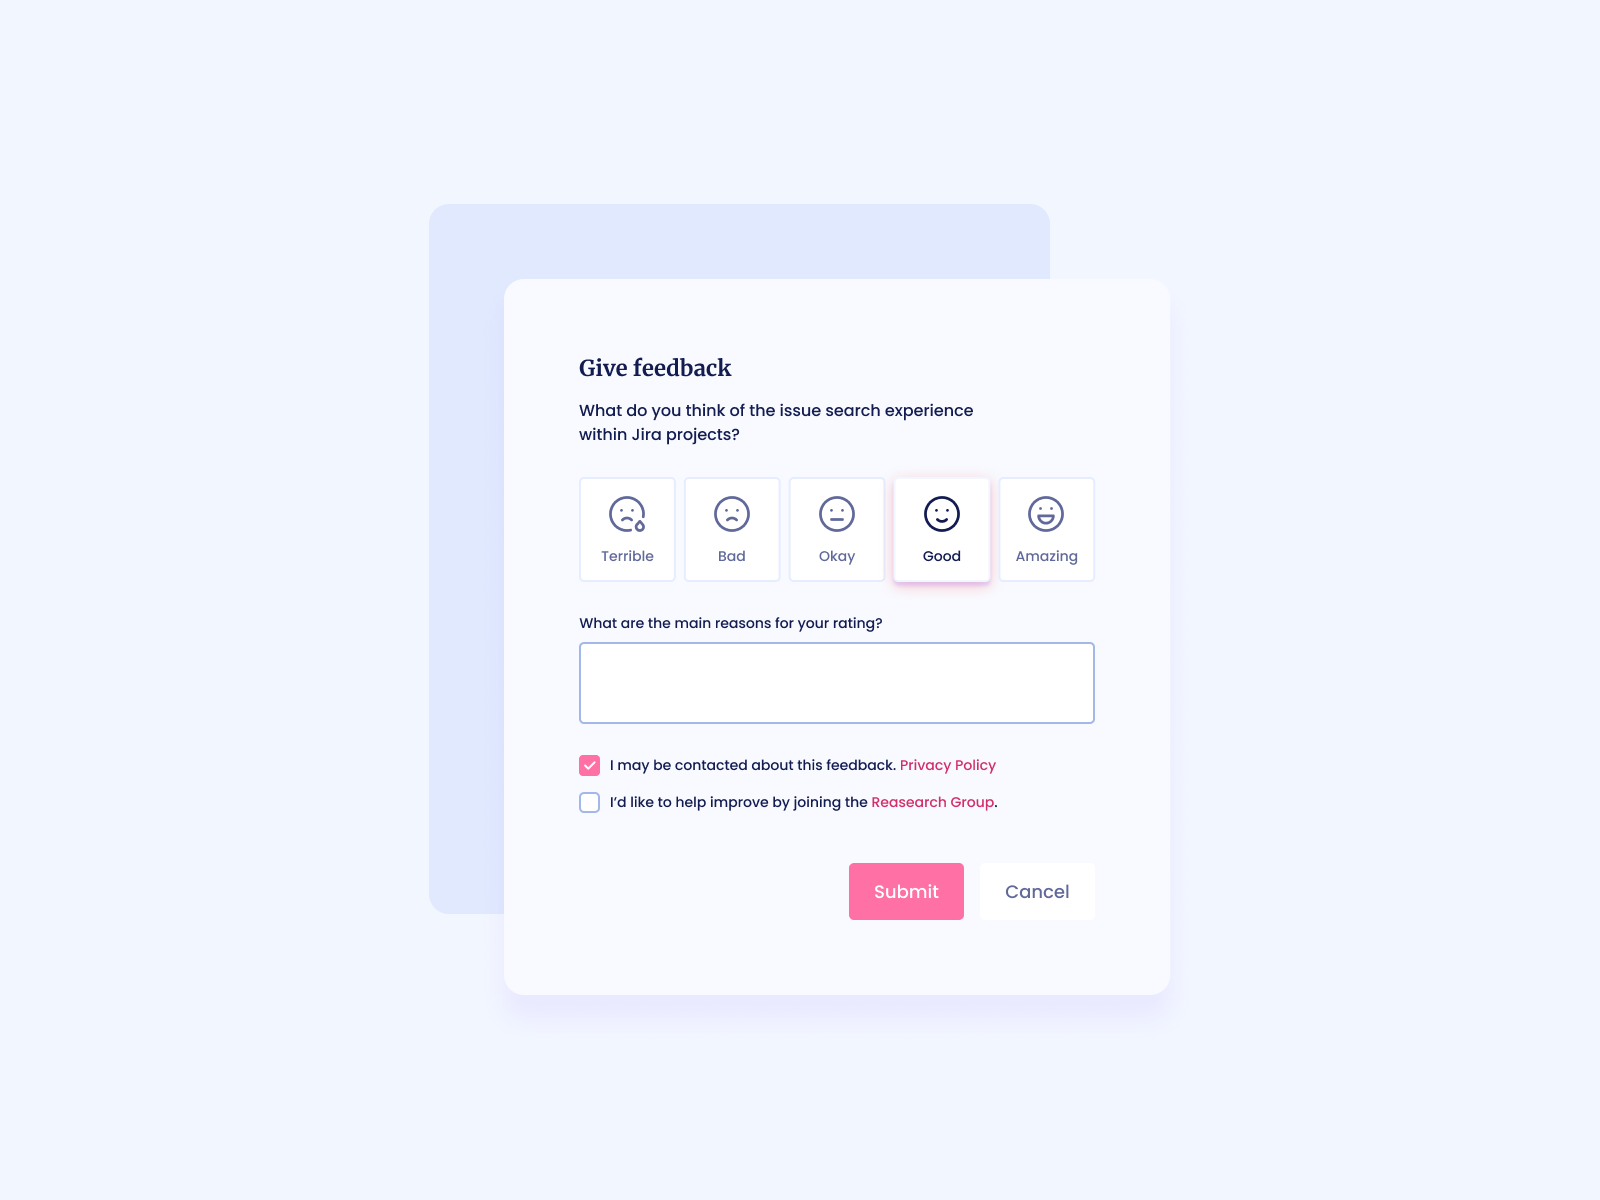 Give feedback
What do you think of the issue search experience
within Jira projects?
Terrible
Bad
Okay
Good
Amazing
What are the main reasons for your rating?
I may be contacted about this feedback. Privacy Policy
I’d like to help improve by joining the Reasearch Group.
Submit
Cancel